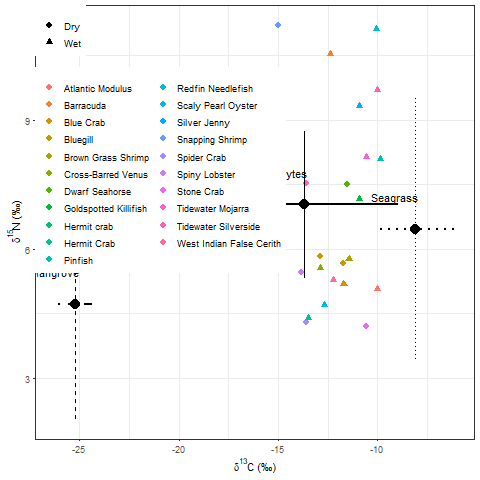 Dry
Wet
Atlantic Modulus
Barracuda
Blue Crab
Bluegill
Brown Grass Shrimp
Cross-Barred Venus
Dwarf Seahorse
Goldspotted Killifish
Hermit crab
Hermit Crab
Pinfish
Redfin Needlefish
Scaly Pearl Oyster
Silver Jenny
Snapping Shrimp
Spider Crab
Spiny Lobster
Stone Crab
Tidewater Mojarra
Tidewater Silverside
West Indian False Cerith
ytes
Seagrass
angrove
9
6
3
δ15N (‰)
-25
-20
-15
-10
δ13C (‰)